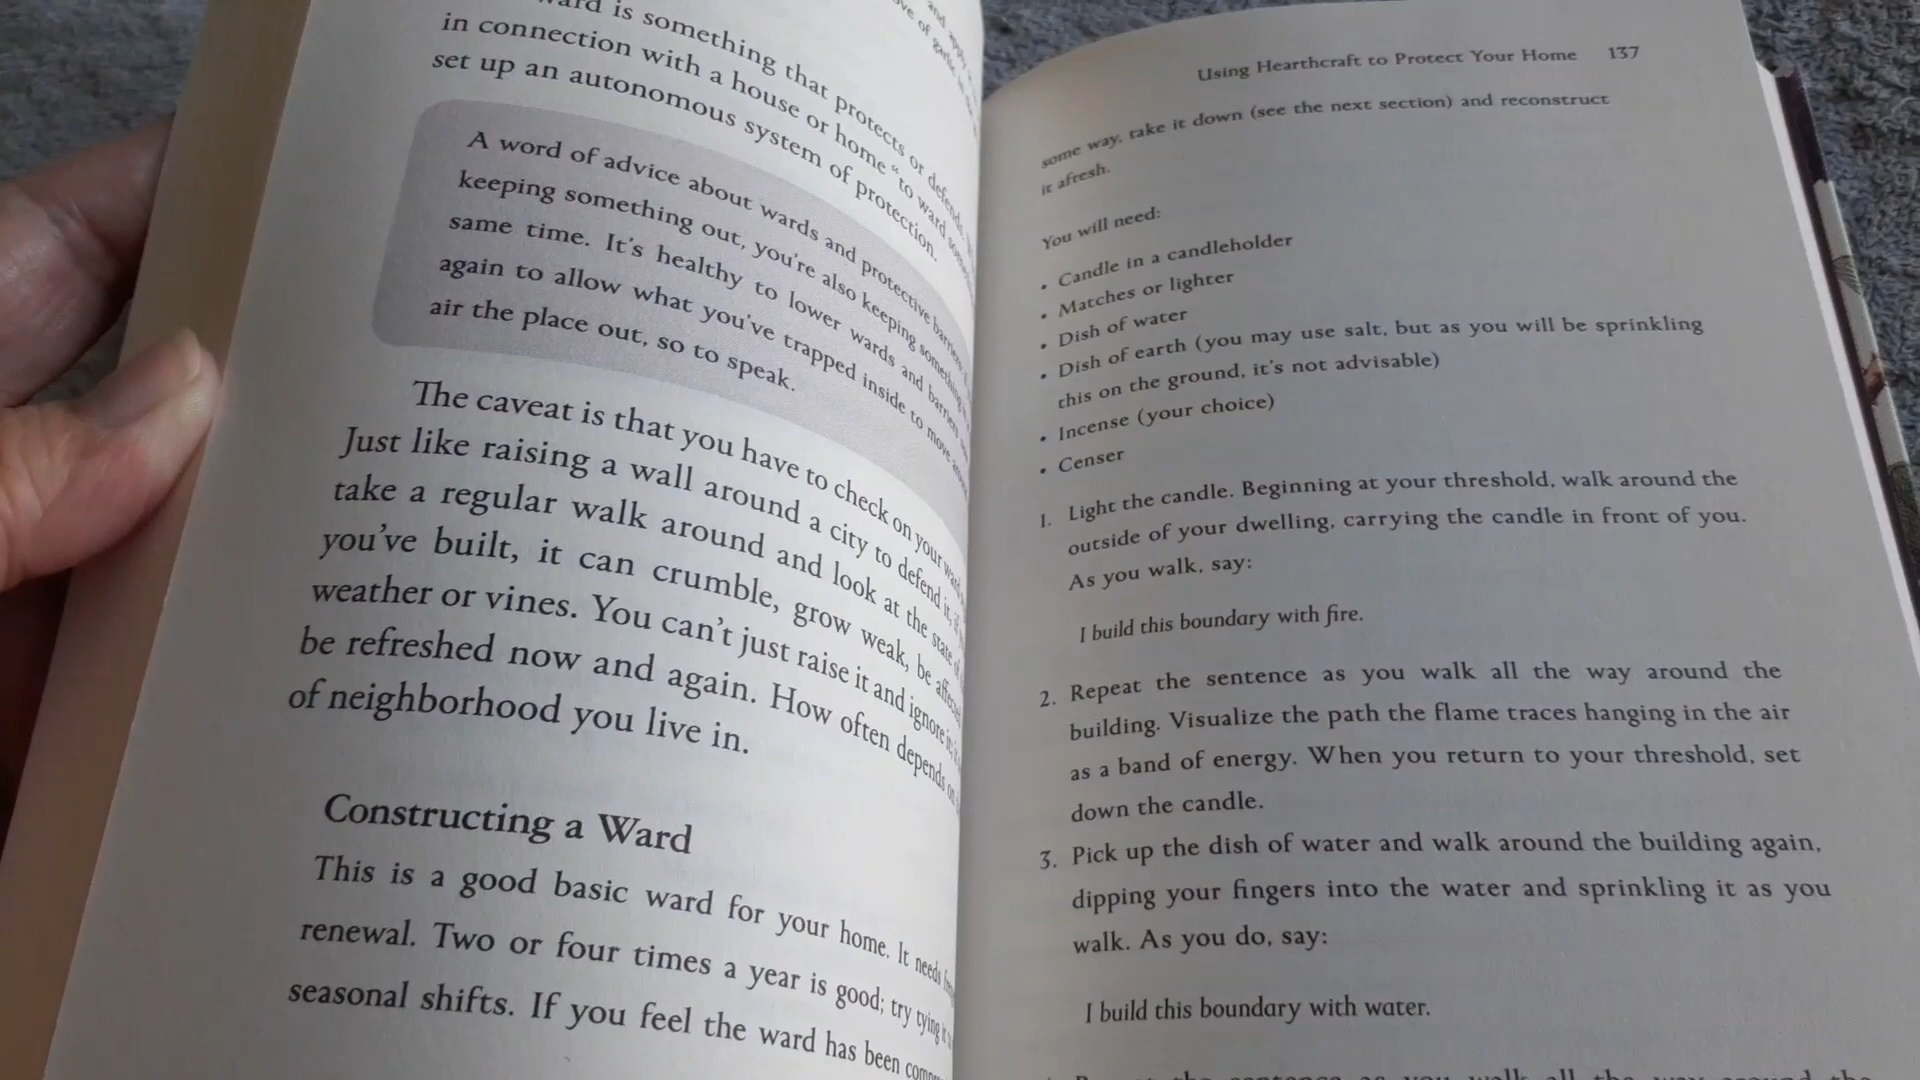 ward is something that protects or defends.
in connection with a house or home "to ward
set up an autonomous system of protection.
A word of advice about wards and protective barriers:
keeping something out, you're also keeping something
same time. It's healthy to lower wards and barriers now
again to allow what you've trapped inside to move around
air the place out, so to speak.
The caveat is that you have to check on your ward
Just like raising a wall around a city to defend it, if
take a regular walk around and look at the state of
you've built, it can crumble, grow weak, be affected
weather or vines. You can't just raise it and ignore it;
be refreshed now and again. How often depends on
of neighborhood you live in.
Constructing a Ward
This is a good basic ward for your home. It needs
renewal. Two or four times a year is good; try tying it
seasonal shifts. If you feel the ward has been
Using Hearthcraft to Protect Your Home 137
some way, take it down (see the next section) and reconstruct
it afresh.
You will need:
• Candle in a candleholder
• Matches or lighter
• Dish of water
• Dish of earth (you may use salt, but as you will be sprinkling
this on the ground, it's not advisable)
• Incense (your choice)
• Censer
1. Light the candle. Beginning at your threshold, walk around the
outside of your dwelling, carrying the candle in front of you.
As you walk, say:
I build this boundary with fire.
2. Repeat the sentence as you walk all the way around the
building. Visualize the path the flame traces hanging in the air
as a band of energy. When you return to your threshold, set
down the candle.
3. Pick up the dish of water and walk around the building again,
dipping your fingers into the water and sprinkling it as you
walk. As you do, say:
I build this boundary with water.
the sentence as you walk all the way around the